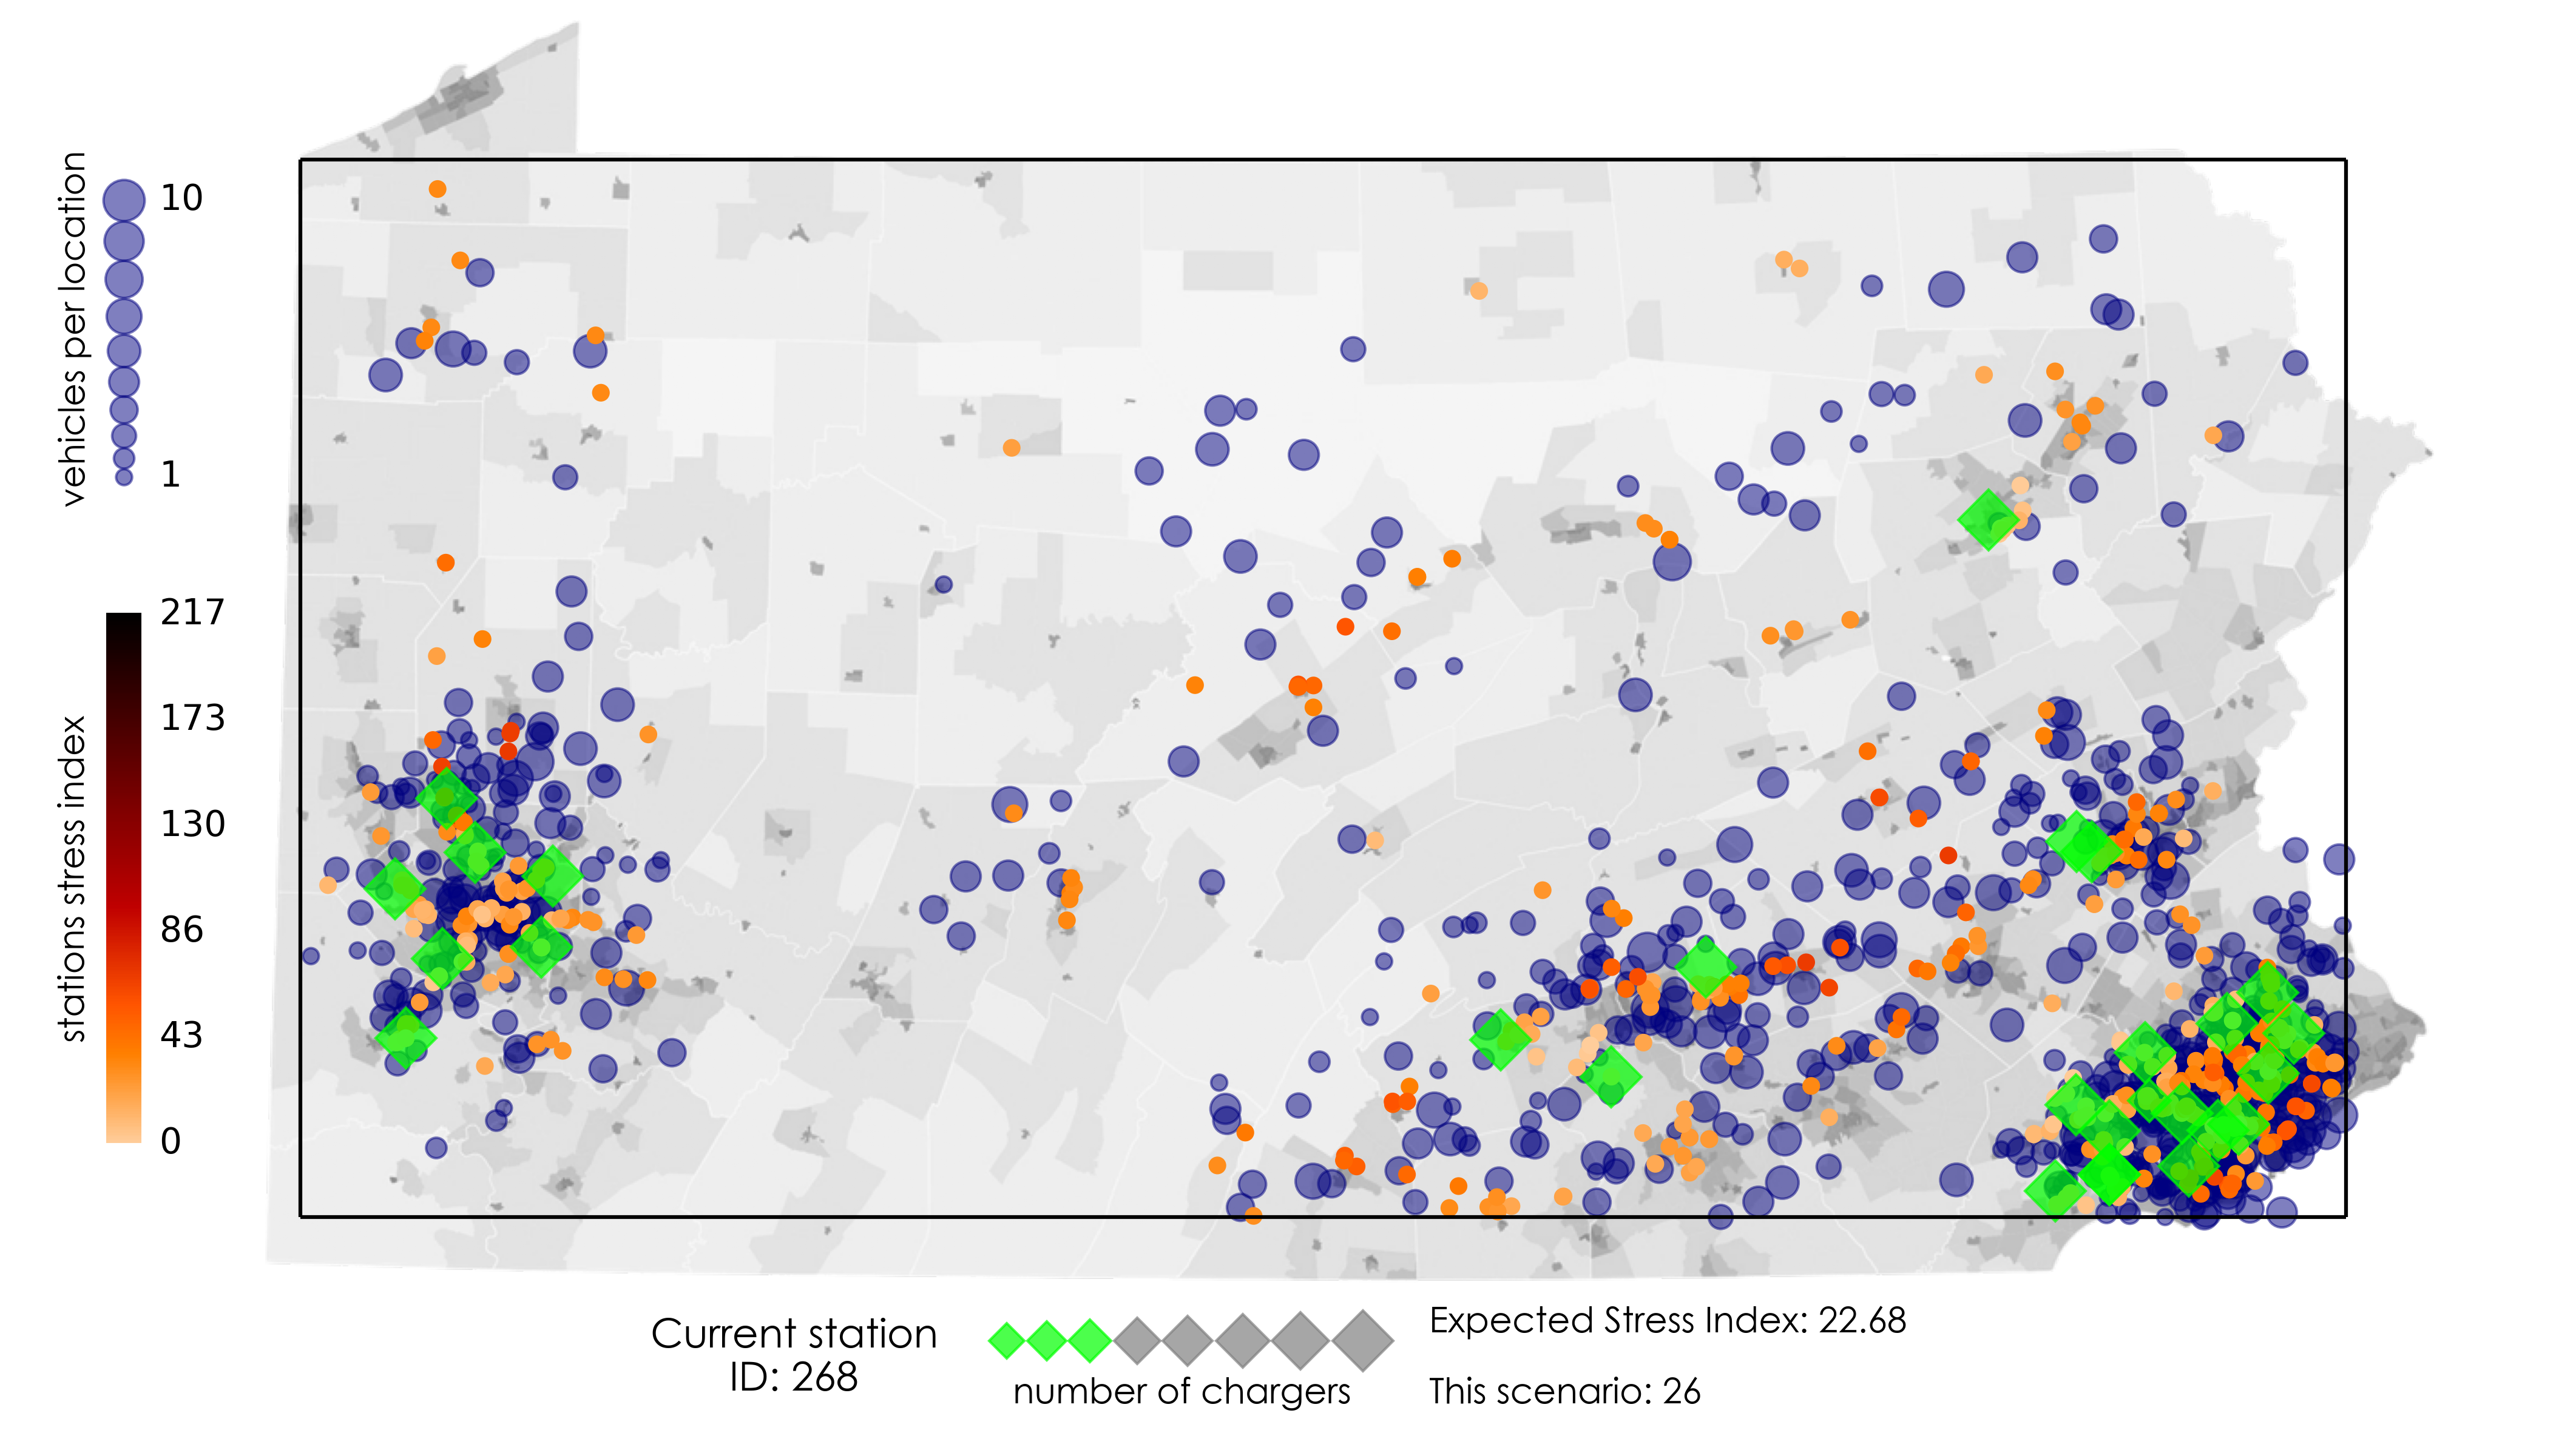 vehicles per location
10
1
stations stress index
217
173
130
86
43
0
Current station
ID: 268
number of chargers
Expected Stress Index: 22.68
This scenario: 26